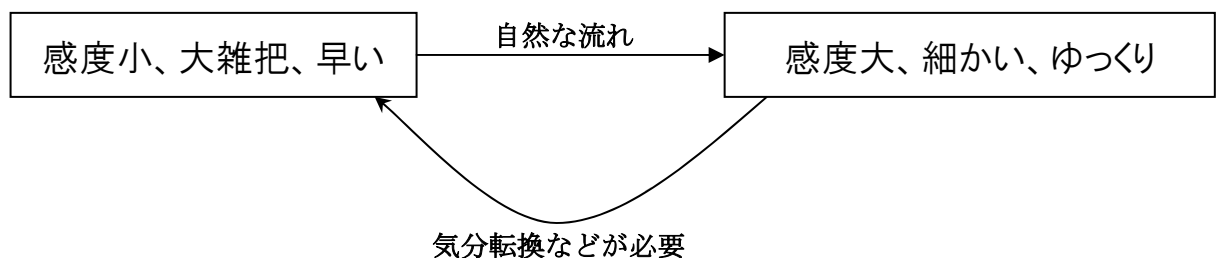 感度小、大雑把、早い
自然な流れ
感度大、細かい、ゆっくり
気分転換などが必要